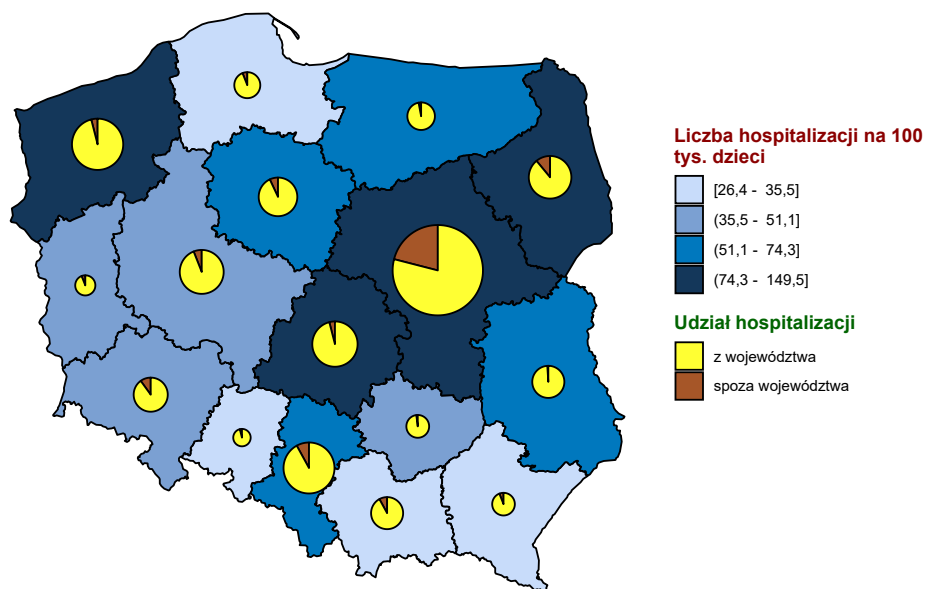 Liczba hospitalizacji na 100
tys. dzieci
[26,4 - 35,5]
(35,5 - 51,1]
(51,1 - 74,3]
(74,3 - 149,5]
Udział hospitalizacji
z województwa
spoza województwa